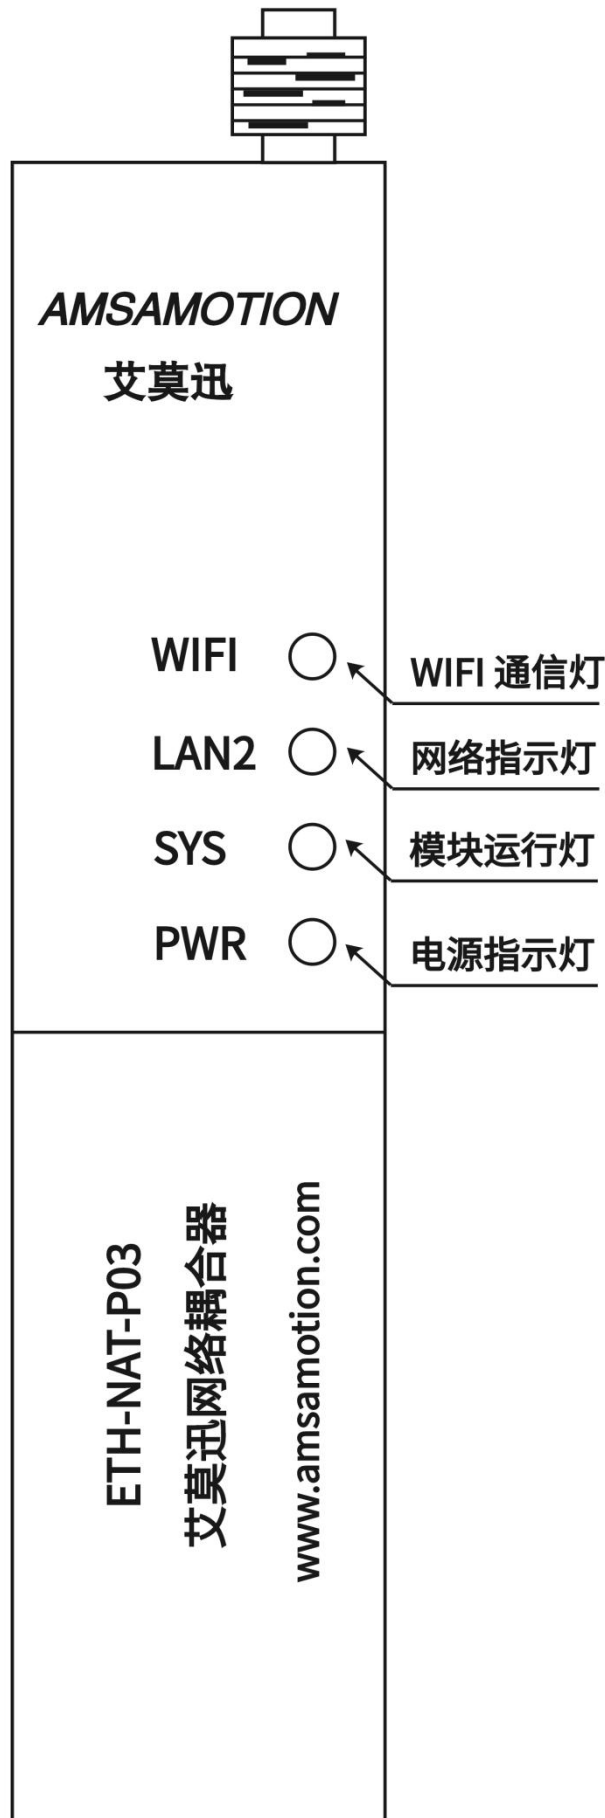 AMSAMOTION
艾莫迅
WIFI
WIFI 通信灯
LAN2
网络指示灯
SYS
模块运行灯
PWR
电源指示灯
ETH-NAT-P03
艾莫迅网络耦合器
www.amsamotion.com